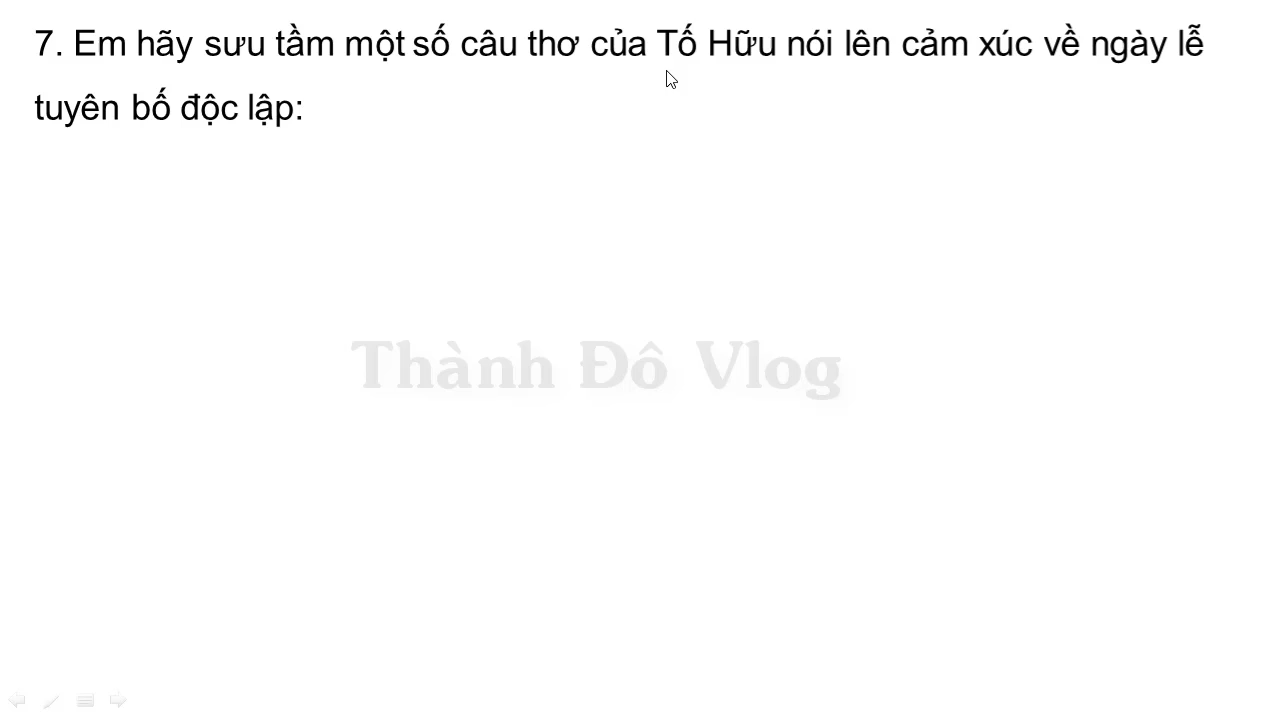 7. Em hãy sưu tầm một số câu thơ của Tố Hữu nói lên cảm xúc về ngày lễ
tuyên bố độc lập:
Thành Đô Vlog